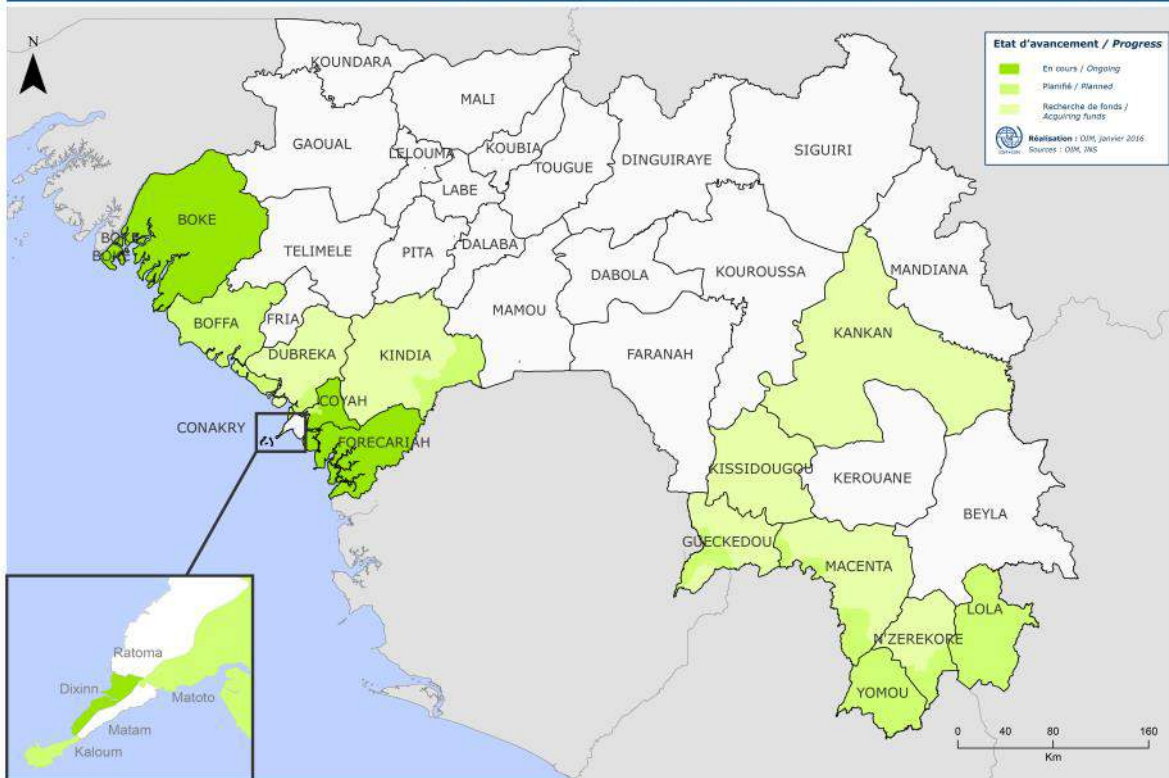 N
Etat d'avancement / Progress
En cours / Ongoing
Planifié / Planned
Recherche de fonds /
Acquiring funds
Réalisation : OIM, janvier 2016
Sources : OIM, INS
KOUNDARA
MALI
GAOUAL
LELOUMA
KOUBIA
TOUGUE
DINGUIRAYE
SIGUIRI
LABE
BOKE
BOKE
BOKE
TELIMELE
PITA
DALABA
DABOLA
KOUROUSSA
MANDIANA
BOFFA
FRIA
MAMOU
KANKAN
DUBREKA
KINDIA
FARANAH
COYAH
CONAKRY
FORECARIAH
KISSIDOUGOU
KEROUANE
BEYLA
GUECKEDOU
MACENTA
LOLA
N'ZEREKORE
YOMOU
Ratoma
Dixinn
Matoto
Matam
Kaloum
0 40 80 160
Km